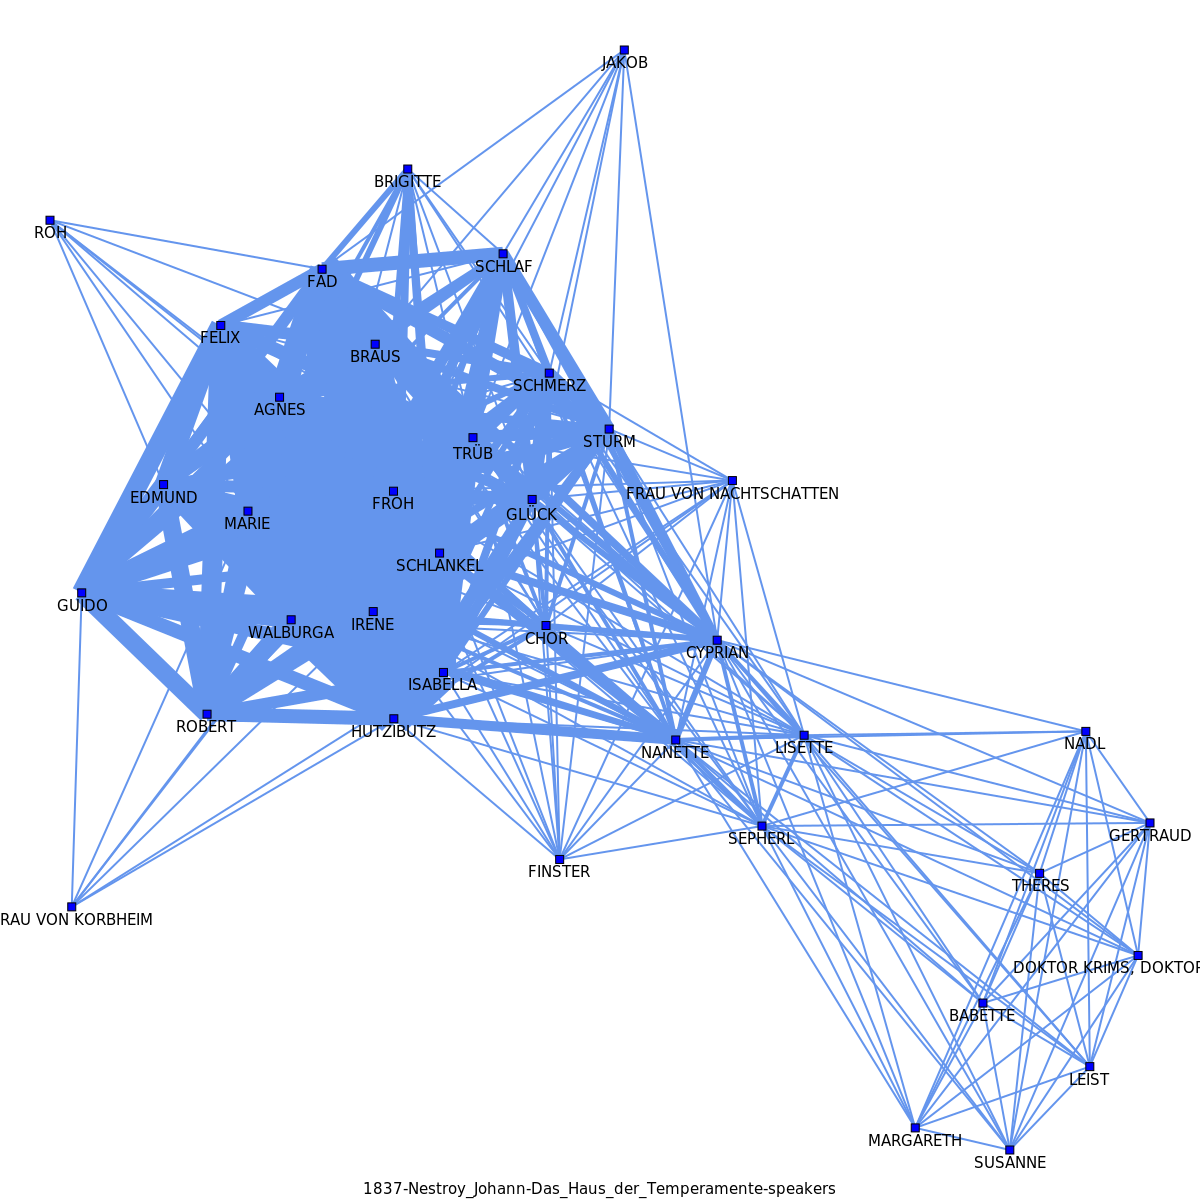 JAKOB
BRIGITTE
ROH
SCHLAF
FAD
FELIX
BRAUS
SCHMERZ
AGNES
STURM
TRÜB
FRAU VON NACHTSCHATTEN
EDMUND
FROH
GLÜCK
MARIE
SCHLANKEL
GUIDO
WALBURGA
IRENE
CHOR
CYPRIAN
ISABELLA
ROBERT
HUTZIBUTZ
NANETTE
LISETTE
NADL
SEPHERL
GERTRAUD
FINSTER
THERES
RAU VON KORBHEIM
DOKTOR KRIMS, DOKTOR
BABETTE
LEIST
MARGARETH
SUSANNE
1837-Nestroy_Johann-Das_Haus_der_Temperamente-speakers